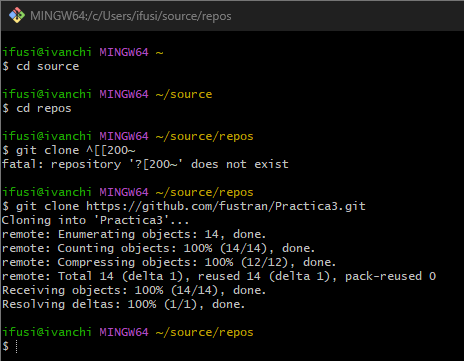 MINGW64:/c/Users/ifusi/source/repos
ifusi@ivanchi MINGW64 ~
$ cd source
ifusi@ivanchi MINGW64 ~/source
$ cd repos
ifusi@ivanchi MINGW64 ~/source/repos
$ git clone ^[[200~
fatal: repository '?[200~' does not exist
ifusi@ivanchi MINGW64 ~/source/repos
$ git clone https://github.com/fustran/Practica3.git
Cloning into 'Practica3'...
remote: Enumerating objects: 14, done.
remote: Counting objects: 100% (14/14), done.
remote: Compressing objects: 100% (12/12), done.
remote: Total 14 (delta 1), reused 14 (delta 1), pack-reused 0
Receiving objects: 100% (14/14), done.
Resolving deltas: 100% (1/1), done.
ifusi@ivanchi MINGW64 ~/source/repos
$